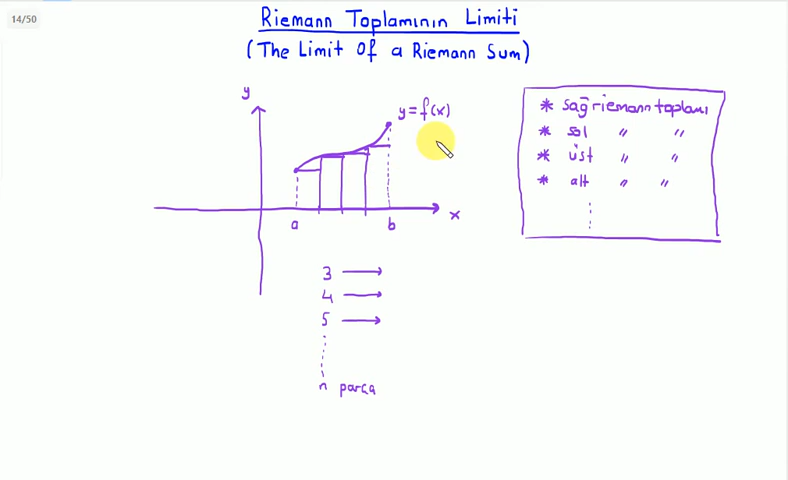 14/50
Riemann Toplamının Limiti
(The Limit Of a Riemann Sum)
y
y=f(x)
a
b
x
* sağ riemann toplamı
* sol " "
* üst " "
* alt " "
3
4
5
n parça